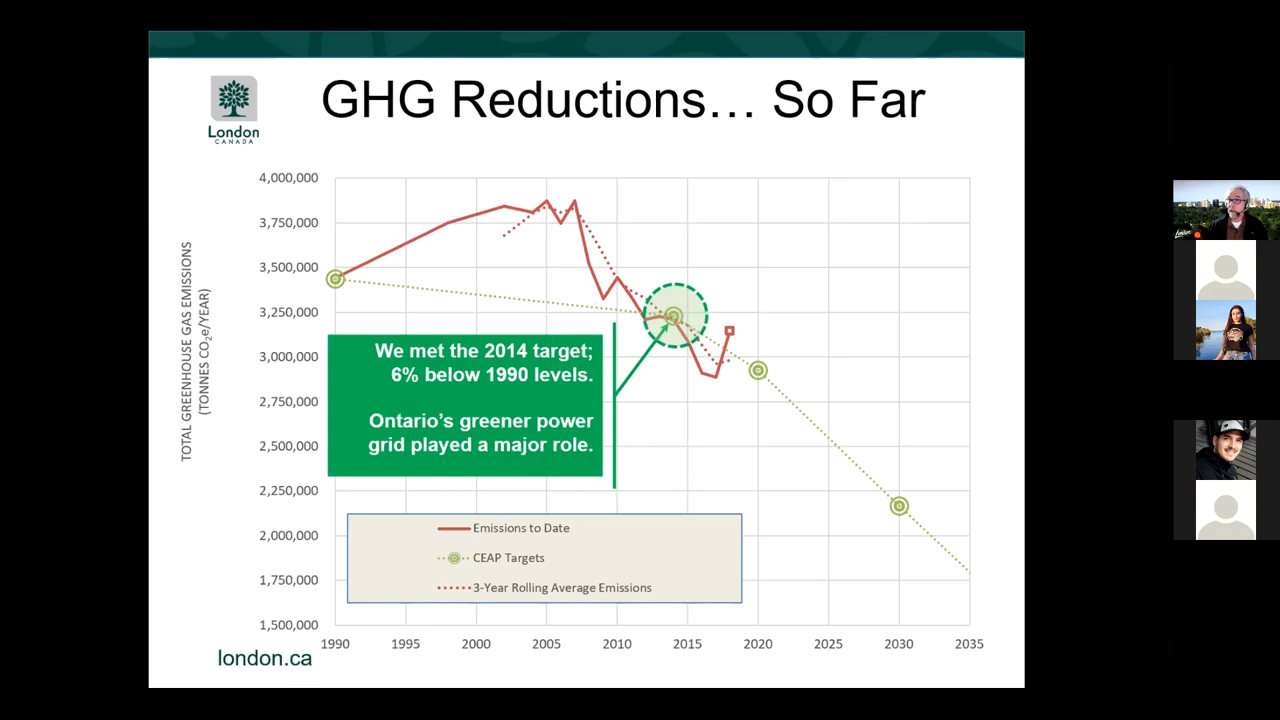 GHG Reductions… So Far
London
CANADA
TOTAL GREENHOUSE GAS EMISSIONS
(TONNES CO₂e/YEAR)
4,000,000
3,750,000
3,500,000
3,250,000
3,000,000
2,750,000
2,500,000
2,250,000
2,000,000
1,750,000
1,500,000
We met the 2014 target;
6% below 1990 levels.
Ontario's greener power
grid played a major role.
Emissions to Date
CEAP Targets
3-Year Rolling Average Emissions
1990 1995 2000 2005 2010 2015 2020 2025 2030 2035
london.ca
London